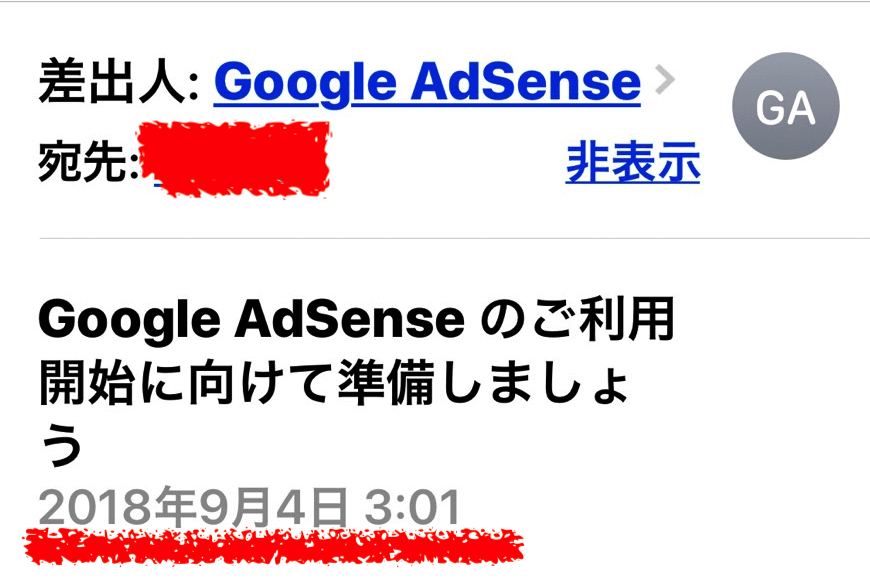 差出人: Google AdSense
GA
宛先:
非表示
Google AdSense のご利用
開始に向けて準備しましょ
う
2018年9月4日 3:01